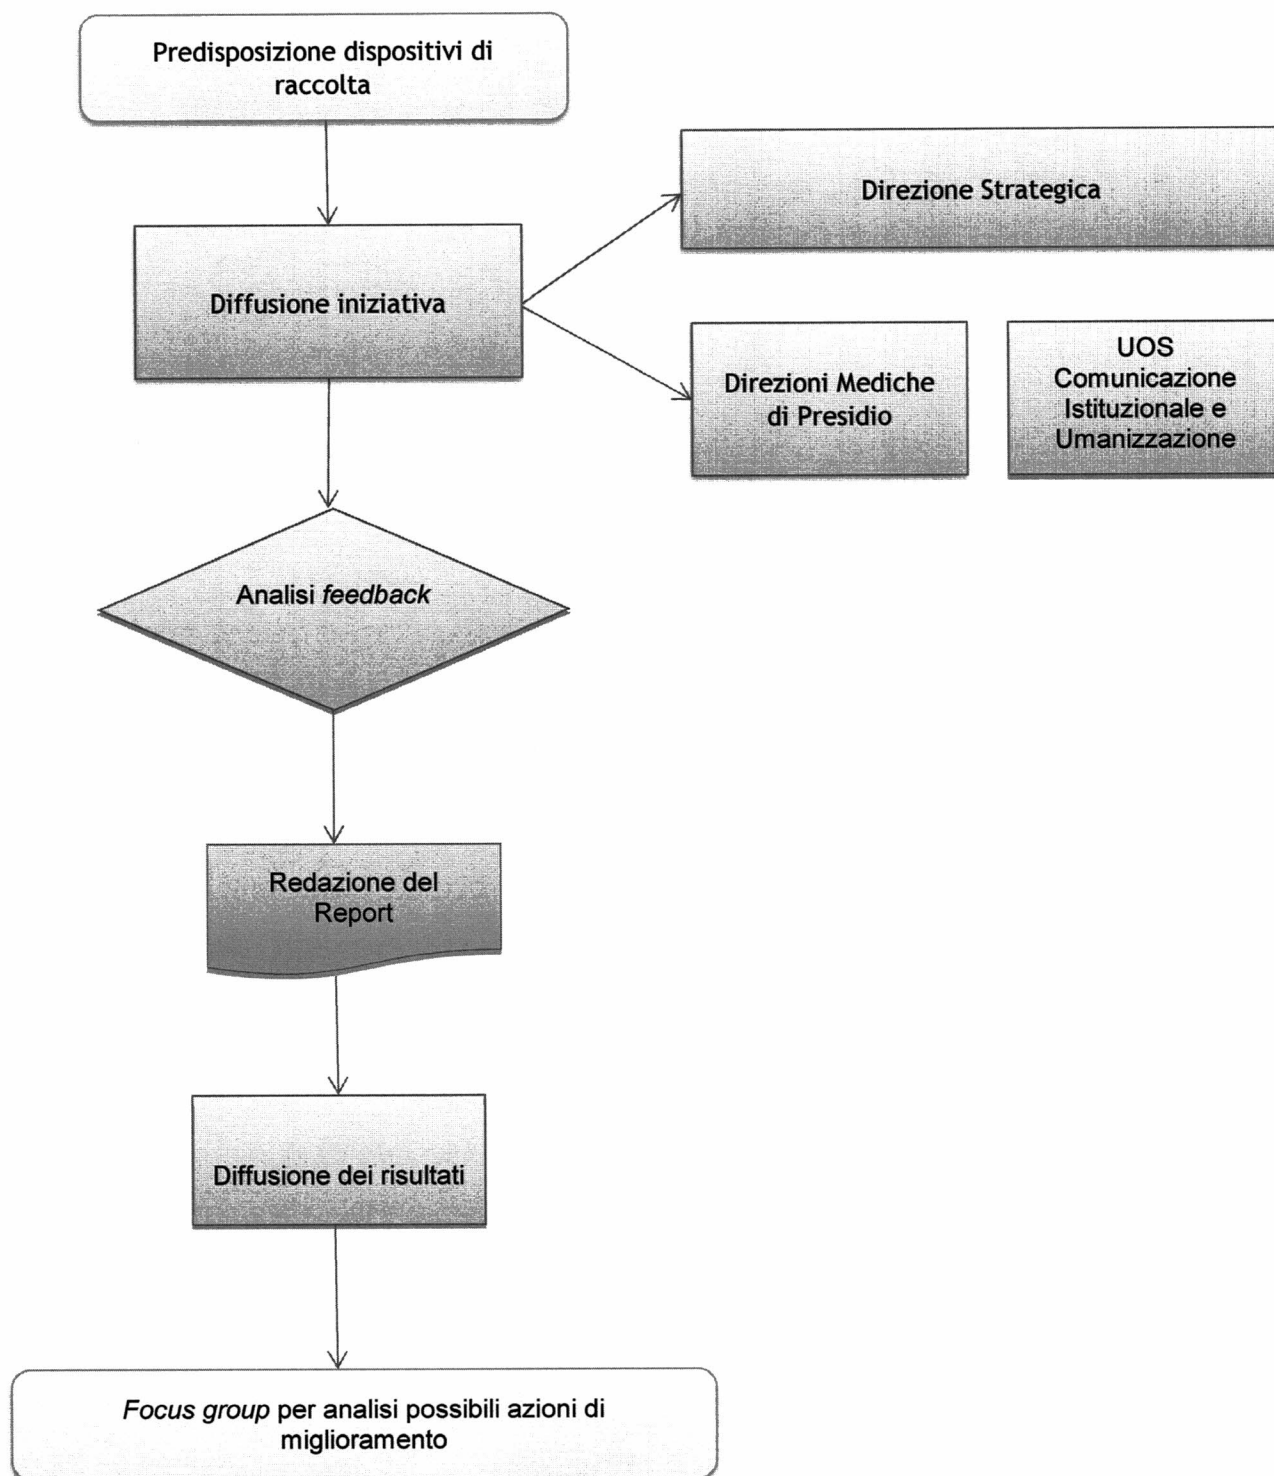 Predisposizione dispositivi di
raccolta
Direzione Strategica
Diffusione iniziativa
Direzioni Mediche
di Presidio
UOS
Comunicazione
Istituzionale e
Umanizzazione
Analisi feedback
Redazione del
Report
Diffusione dei risultati
Focus group per analisi possibili azioni di
miglioramento